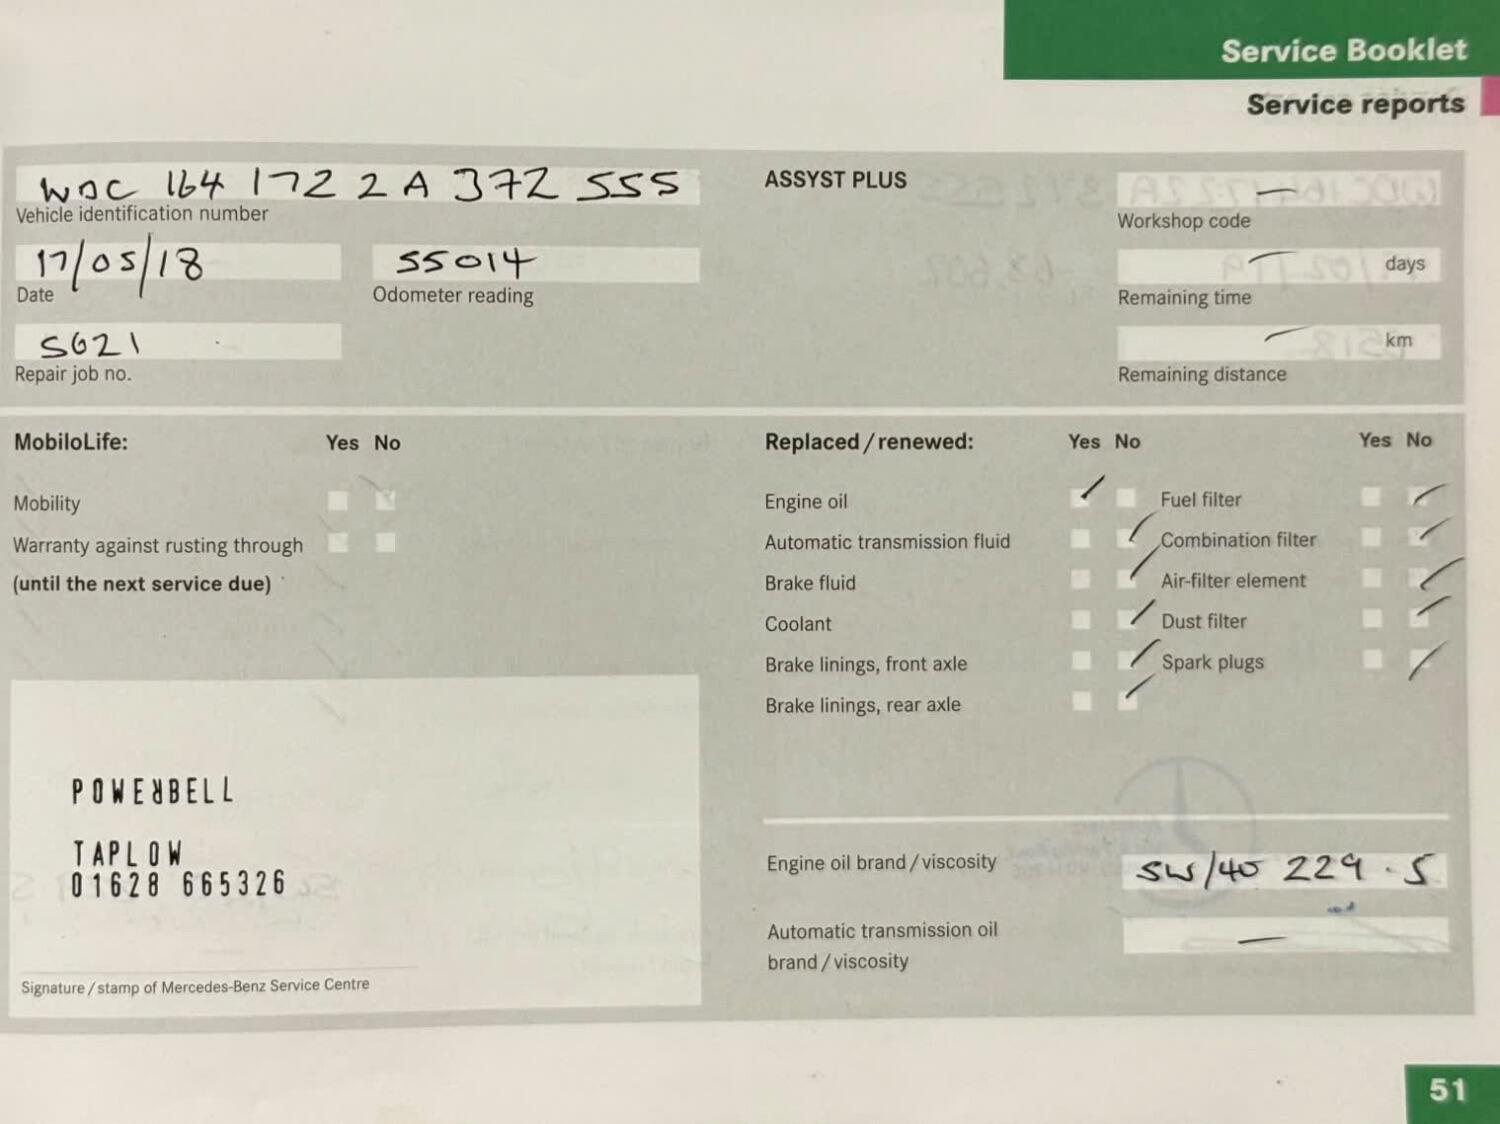 Service Booklet
Service reports
WDC 164 172 2 A 372 555
Vehicle identification number
ASSYST PLUS
Workshop code
17/05/18
Date
55014
Odometer reading
days
Remaining time
5621
Repair job no.
km
Remaining distance
MobiloLife: Yes No
Mobility
Warranty against rusting through
(until the next service due)
Replaced / renewed: Yes No Yes No
Engine oil
Automatic transmission fluid
Brake fluid
Coolant
Brake linings, front axle
Brake linings, rear axle
Fuel filter
Combination filter
Air-filter element
Dust filter
Spark plugs
POWERBELL
TAPLOW
01628 665326
Signature / stamp of Mercedes-Benz Service Centre
Engine oil brand / viscosity
5W/40 229.5
Automatic transmission oil
brand / viscosity
51